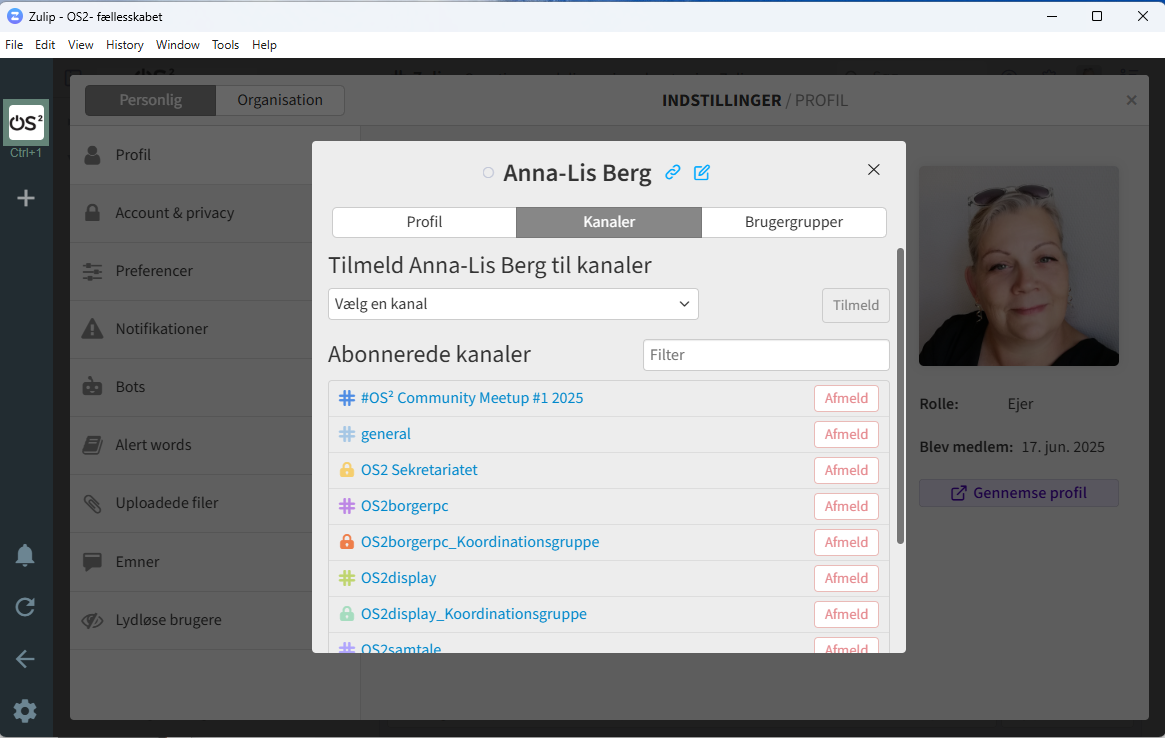 Zulip - OS2- fællesskabet
File Edit View History Window Tools Help
OS²
Ctrl+1
Personlig Organisation
INDSTILLINGER / PROFIL
Profil
Account & privacy
Preferencer
Notifikationer
Bots
Alert words
Uploadede filer
Emner
Lydløse brugere
Anna-Lis Berg
Profil Kanaler Brugergrupper
Tilmeld Anna-Lis Berg til kanaler
Vælg en kanal Tilmeld
Abonnerede kanaler Filter
#OS² Community Meetup #1 2025 Afmeld
general Afmeld
OS2 Sekretariatet Afmeld
OS2borgerpc Afmeld
OS2borgerpc_Koordinationsgruppe Afmeld
OS2display Afmeld
OS2display_Koordinationsgruppe Afmeld
OS2samtale Afmeld
Rolle: Ejer
Blev medlem: 17. jun. 2025
Gennemse profil